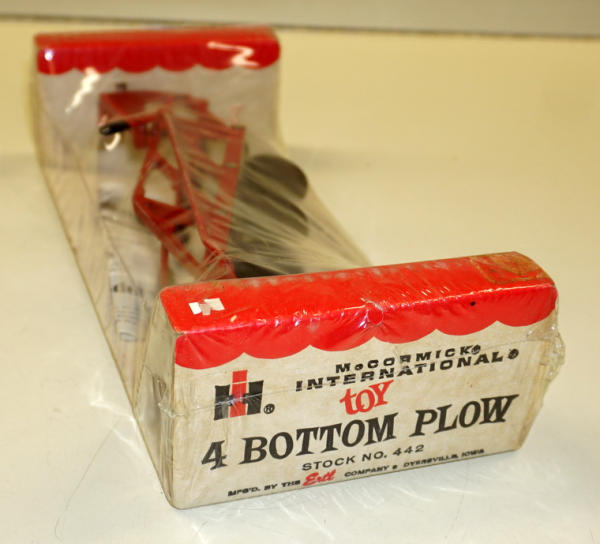 McCORMICK®
INTERNATIONAL®
IH®
toy
4 BOTTOM PLOW
STOCK NO. 442
MFG'D. BY THE Ertl COMPANY • DYERSVILLE, IOWA